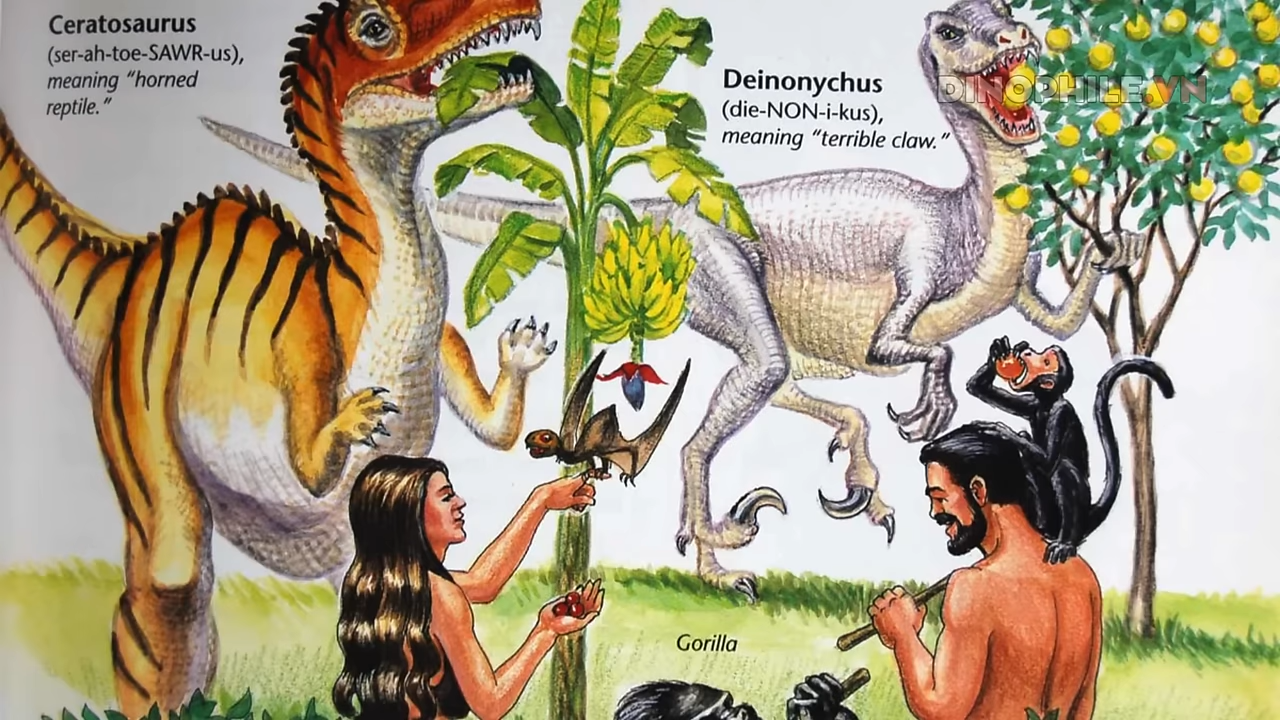 Ceratosaurus
(ser-ah-toe-SAWR-us),
meaning "horned
reptile."
Deinonychus
(die-NON-i-kus),
meaning "terrible claw."
DINOPHILE.VN
Gorilla